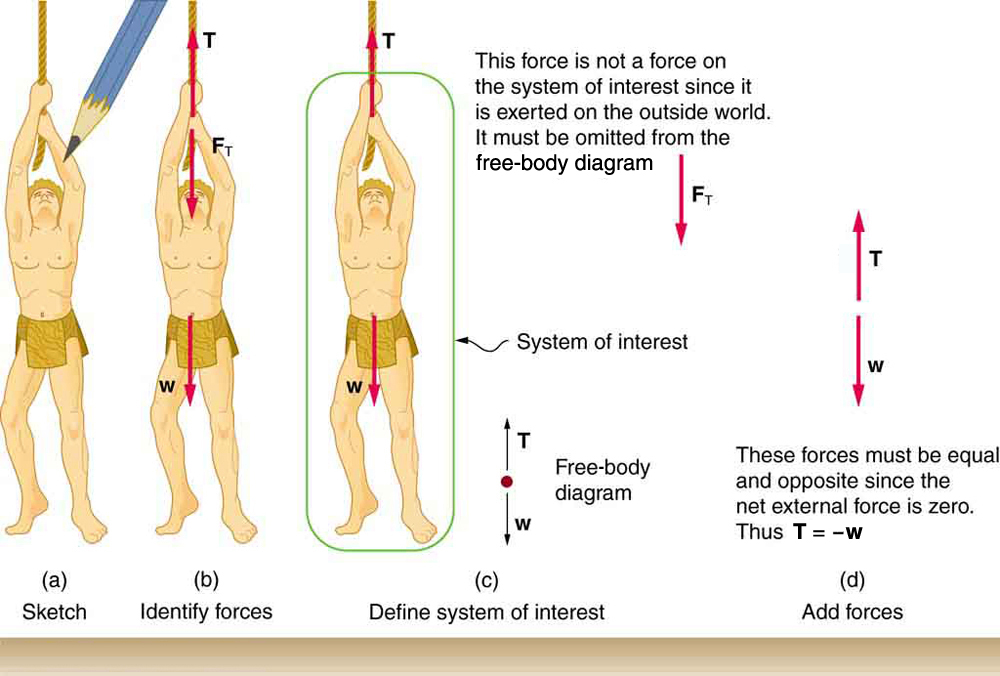 T
F_T
w
T
w
This force is not a force on
the system of interest since it
is exerted on the outside world.
It must be omitted from the
free-body diagram
F_T
System of interest
T
w
Free-body
diagram
T
w
These forces must be equal
and opposite since the
net external force is zero.
Thus T = −w
(a)
Sketch
(b)
Identify forces
(c)
Define system of interest
(d)
Add forces